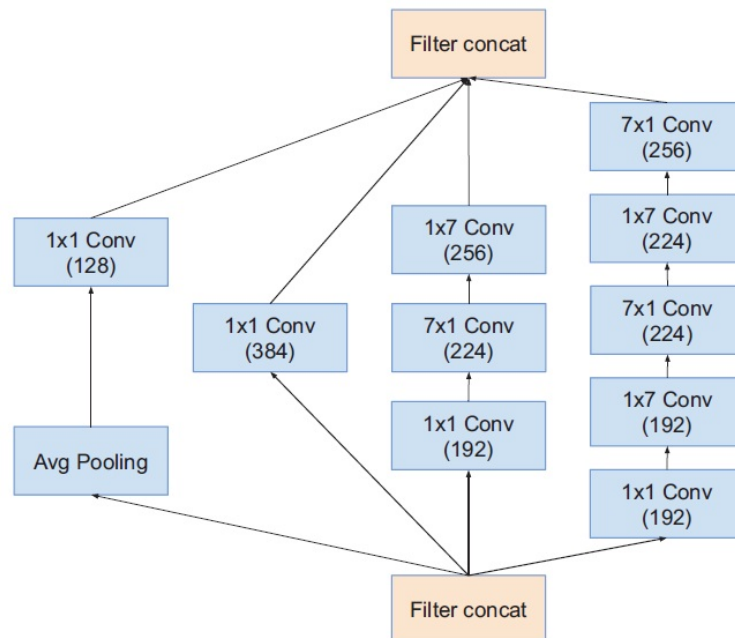 Filter concat
7x1 Conv
(256)
1x7 Conv
(224)
1x1 Conv
(128)
1x7 Conv
(256)
1x1 Conv
(384)
7x1 Conv
(224)
7x1 Conv
(224)
1x7 Conv
(192)
Avg Pooling
1x1 Conv
(192)
1x1 Conv
(192)
Filter concat